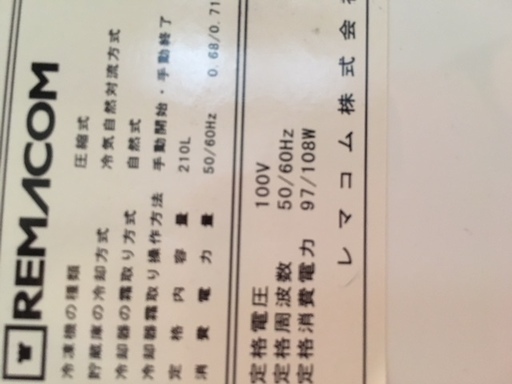 REMACOM
冷凍機の種類 圧縮式
貯蔵庫の冷却方式 冷気自然対流方式
冷却器の霜取り方式 自然式
冷却器霜取り操作方法 手動開始・手動終了
定格内容量 210L
消費電力量 50/60Hz 0.68/0.71
定格電圧 100V
定格周波数 50/60Hz
定格消費電力 97/108W
レマコム株式会社